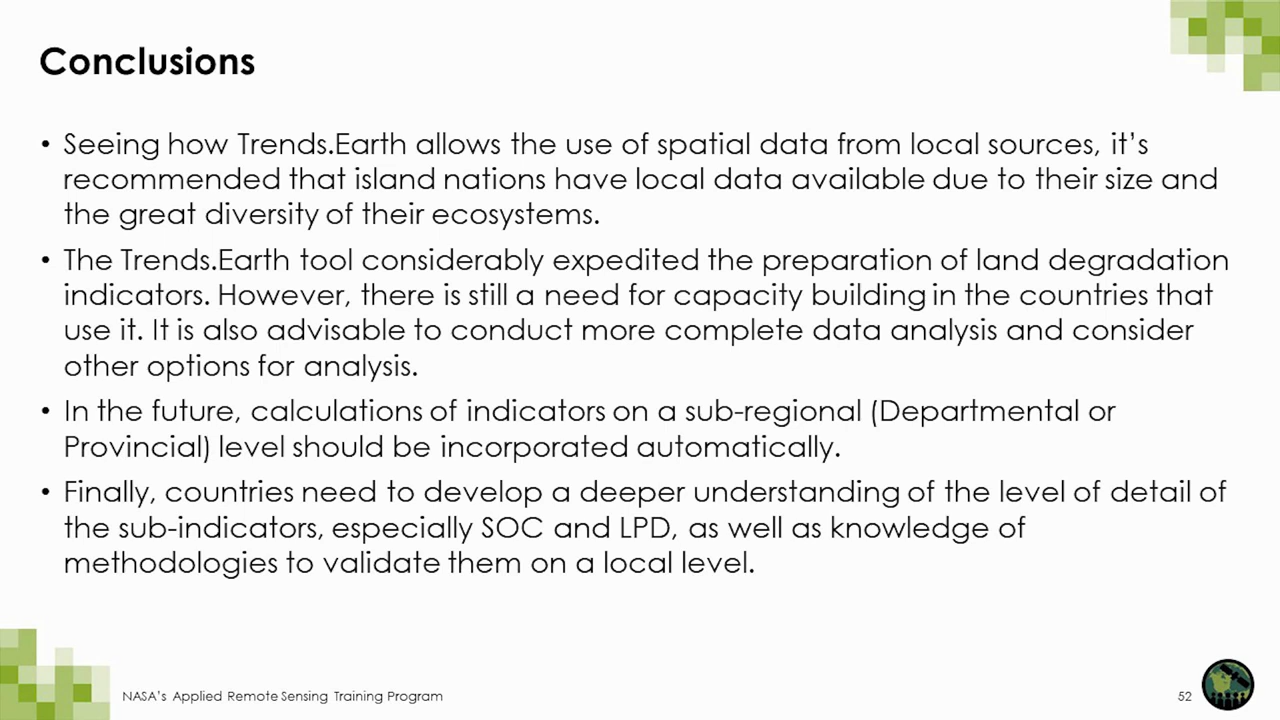 Conclusions
• Seeing how Trends.Earth allows the use of spatial data from local sources, it’s
recommended that island nations have local data available due to their size and
the great diversity of their ecosystems.
• The Trends.Earth tool considerably expedited the preparation of land degradation
indicators. However, there is still a need for capacity building in the countries that
use it. It is also advisable to conduct more complete data analysis and consider
other options for analysis.
• In the future, calculations of indicators on a sub-regional (Departmental or
Provincial) level should be incorporated automatically.
• Finally, countries need to develop a deeper understanding of the level of detail of
the sub-indicators, especially SOC and LPD, as well as knowledge of
methodologies to validate them on a local level.
NASA’s Applied Remote Sensing Training Program
52